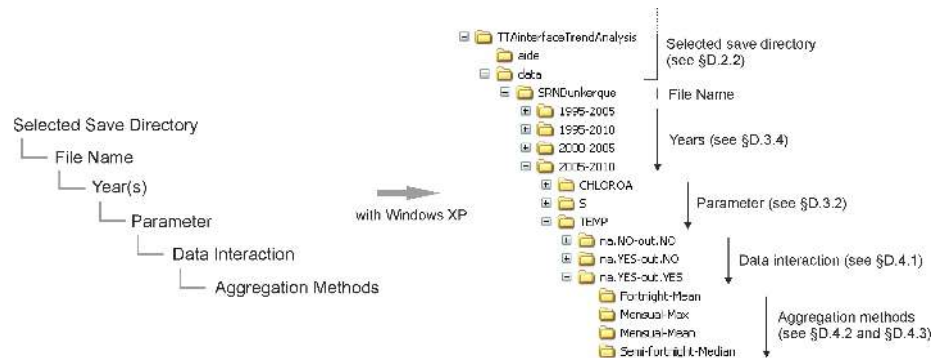 Selected Save Directory
File Name
Year(s)
Parameter
Data Interaction
Aggregation Methods
with Windows XP
TTAinterfaceTrendAnalysis
aide
data
SRNDunkerque
1995-2005
1995-2010
2000-2005
2005-2010
CHLOROA
S
TEMP
na.NO-out.NO
na.YES-out.NO
na.YES-out.YES
Fortnight-Mean
Mensual-Max
Mensual-Mean
Semi-fortnight-Median
Selected save directory
(see §D.2.2)
File Name
Years (see §D.3.4)
Parameter (see §D.3.2)
Data interaction (see §D.4.1)
Aggregation methods
(see §D.4.2 and §D.4.3)